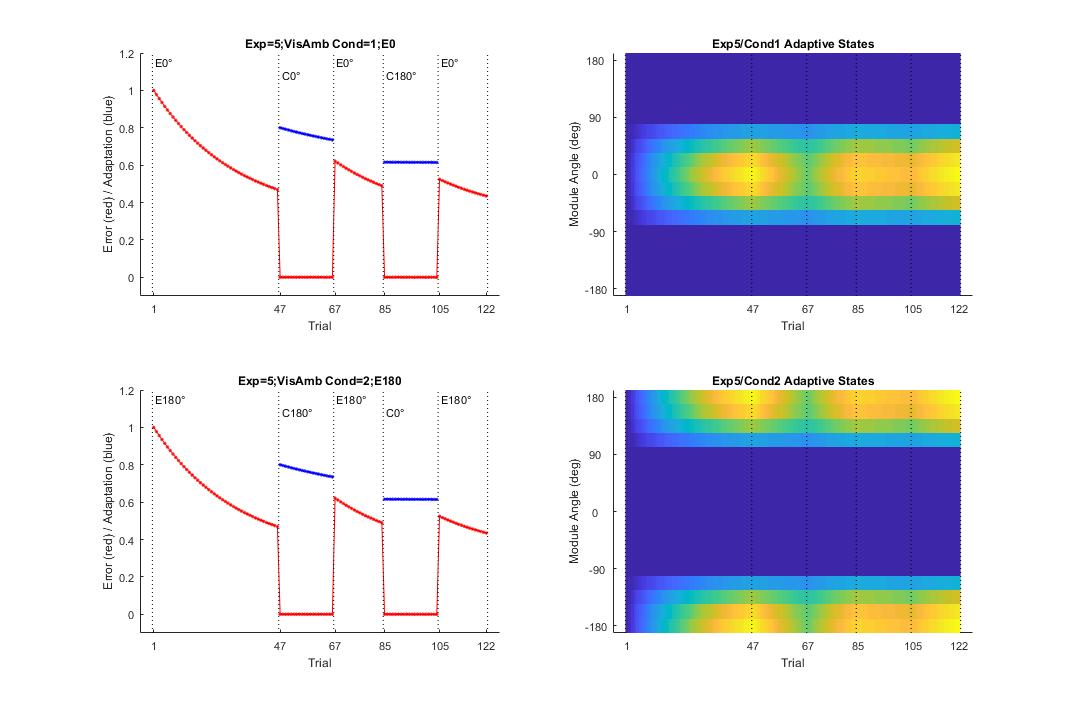 Exp=5;VisAmb Cond=1;E0
1.2
1
0.8
0.6
0.4
0.2
0
Error (red) / Adaptation (blue)
E0°
C0°
E0°
C180°
E0°
1 47 67 85 105 122
Trial
Exp5/Cond1 Adaptive States
180
90
0
-90
-180
Module Angle (deg)
1 47 67 85 105 122
Trial
Exp=5;VisAmb Cond=2;E180
1.2
1
0.8
0.6
0.4
0.2
0
Error (red) / Adaptation (blue)
E180°
C180°
E180°
C0°
E180°
1 47 67 85 105 122
Trial
Exp5/Cond2 Adaptive States
180
90
0
-90
-180
Module Angle (deg)
1 47 67 85 105 122
Trial